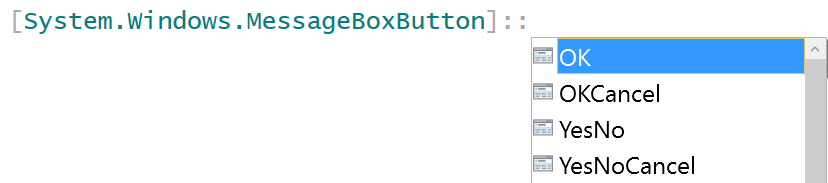 [System.Windows.MessageBoxButton]::
OK
OKCancel
YesNo
YesNoCancel